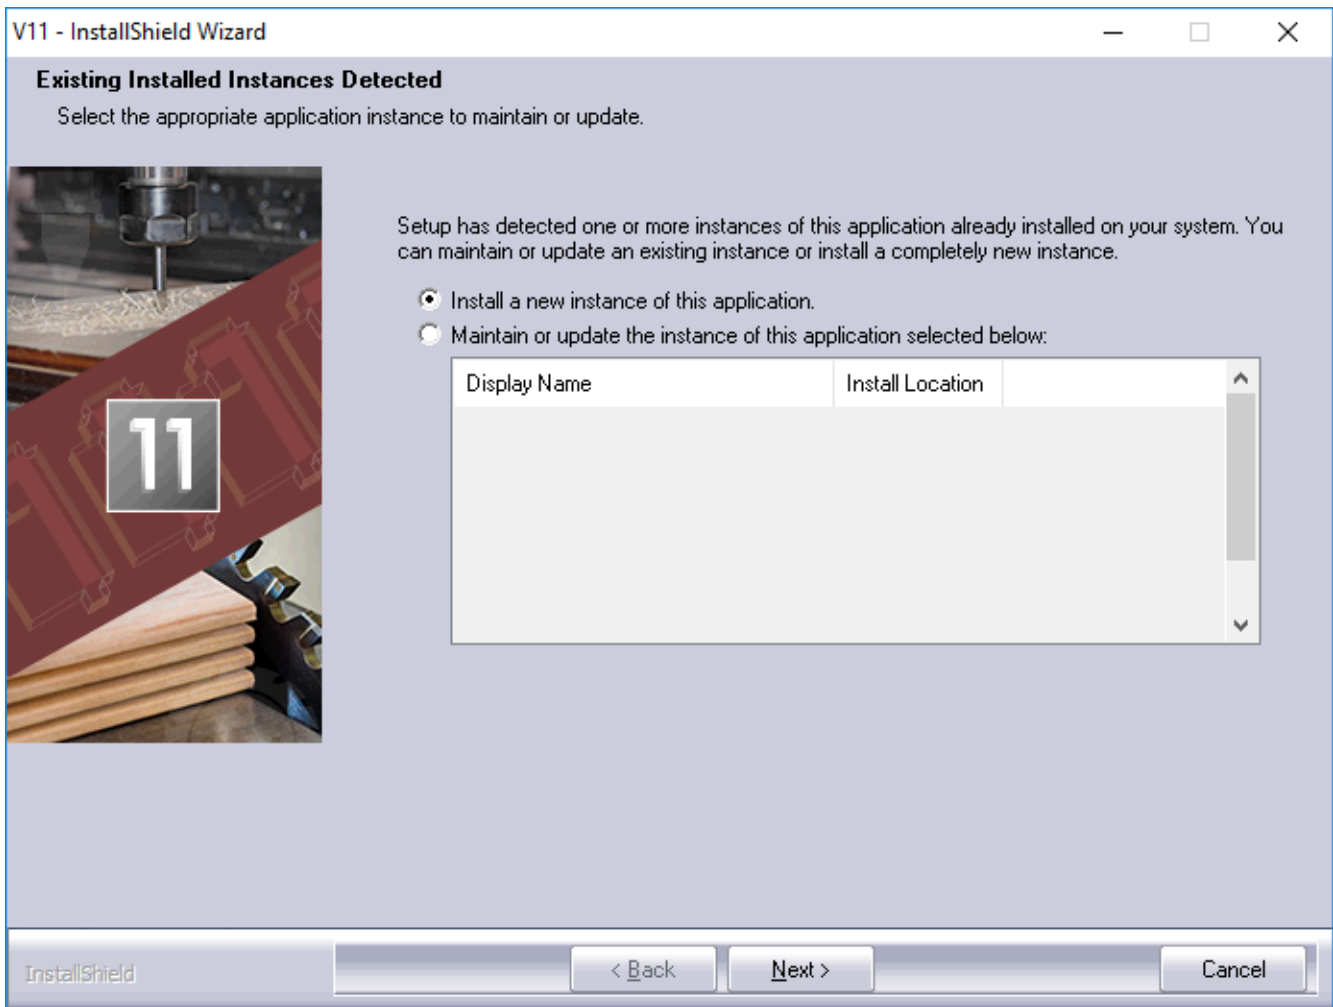 V11 - InstallShield Wizard
Existing Installed Instances Detected
Select the appropriate application instance to maintain or update.
Setup has detected one or more instances of this application already installed on your system. You
can maintain or update an existing instance or install a completely new instance.
Install a new instance of this application.
Maintain or update the instance of this application selected below:
Display Name Install Location
11
InstallShield
< Back Next > Cancel